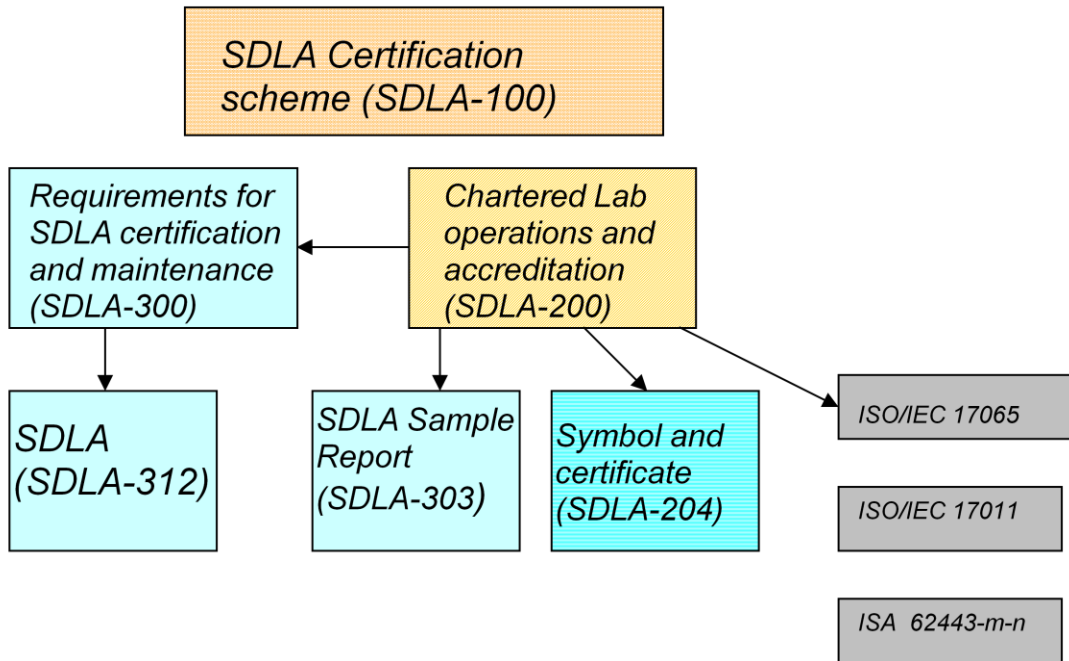 SDLA Certification
scheme (SDLA-100)
Requirements for
SDLA certification
and maintenance
(SDLA-300)
Chartered Lab
operations and
accreditation
(SDLA-200)
SDLA
(SDLA-312)
SDLA Sample
Report
(SDLA-303)
Symbol and
certificate
(SDLA-204)
ISO/IEC 17065
ISO/IEC 17011
ISA 62443-m-n